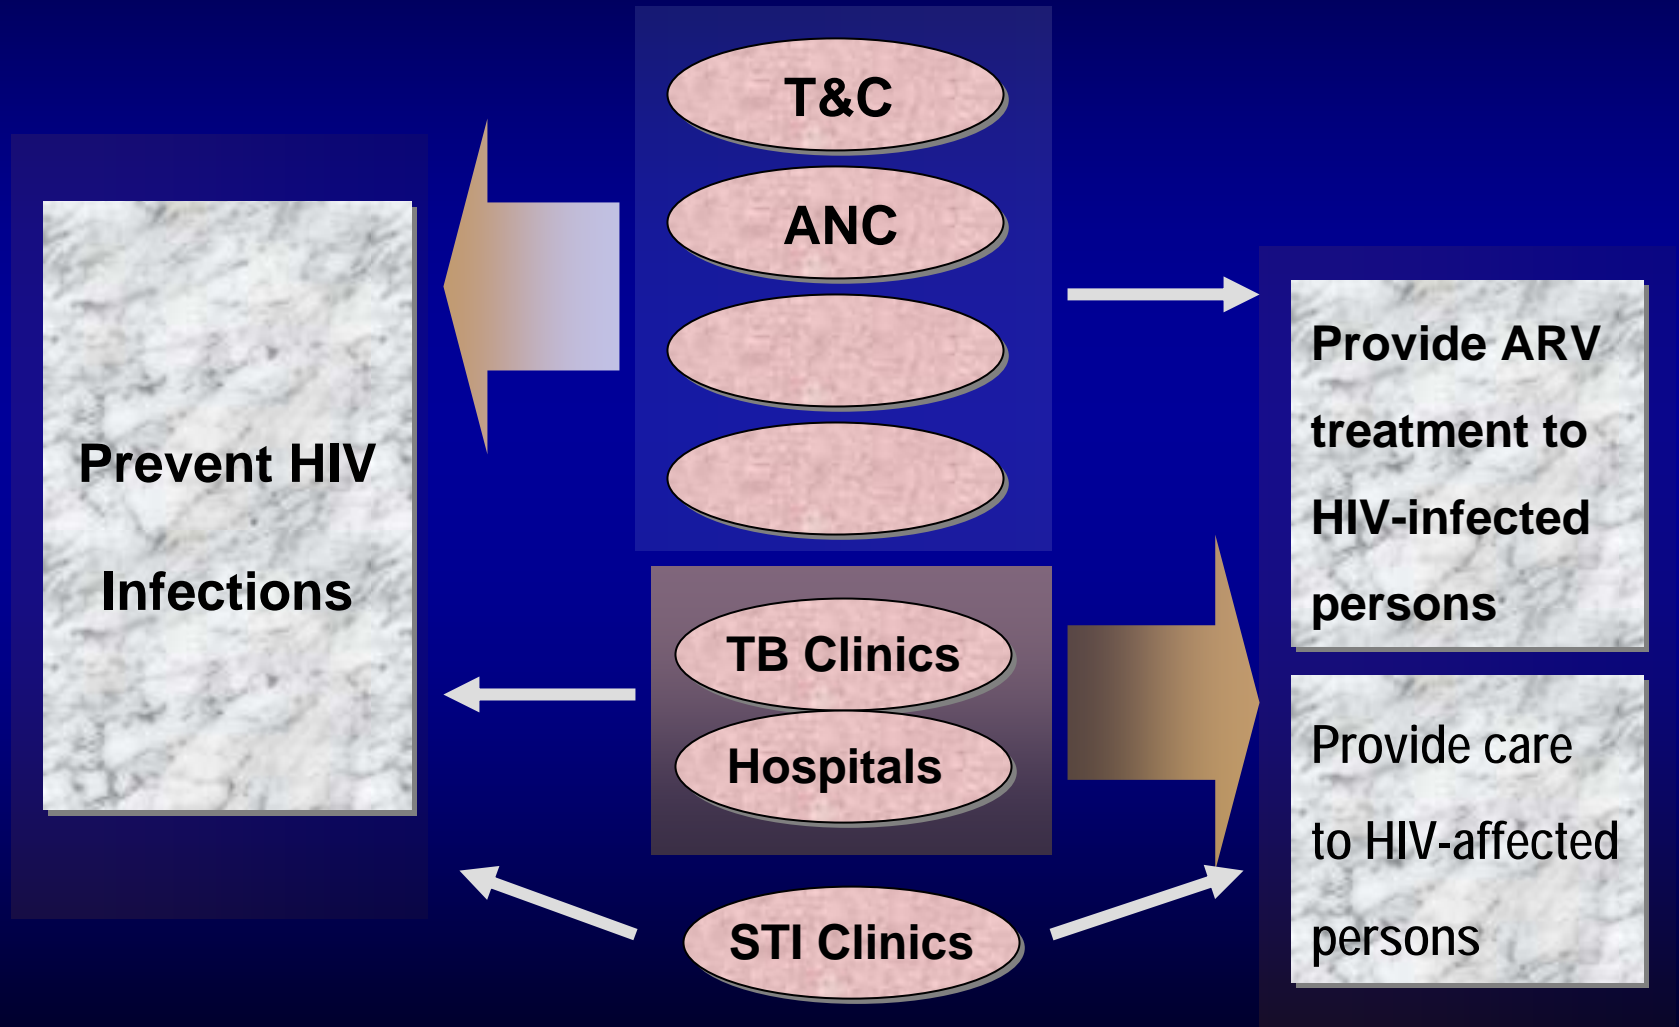 T&C
ANC
Prevent HIV
Infections
TB Clinics
Hospitals
STI Clinics
Provide ARV
treatment to
HIV-infected
persons
Provide care
to HIV-affected
persons